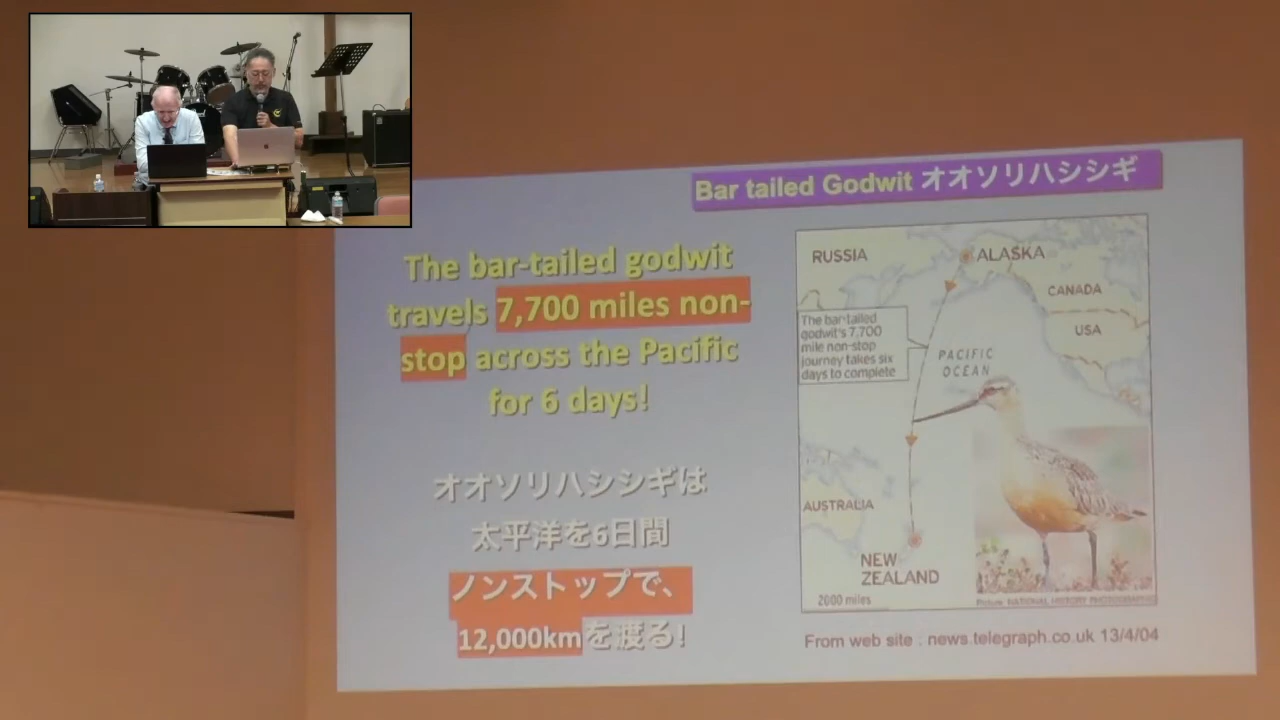 Bar tailed Godwit オオソリハシシギ
The bar-tailed godwit
travels 7,700 miles non-
stop across the Pacific
for 6 days!
オオソリハシシギは
太平洋を6日間
ノンストップで、
12,000kmを渡る!
RUSSIA
ALASKA
CANADA
USA
The bar-tailed
godwit's 7,700
mile non-stop
journey takes six
days to complete
PACIFIC
OCEAN
AUSTRALIA
NEW
ZEALAND
2000 miles
Picture: NATIONAL HISTORY PHOTOGRAPHIC
From web site : news.telegraph.co.uk 13/4/04